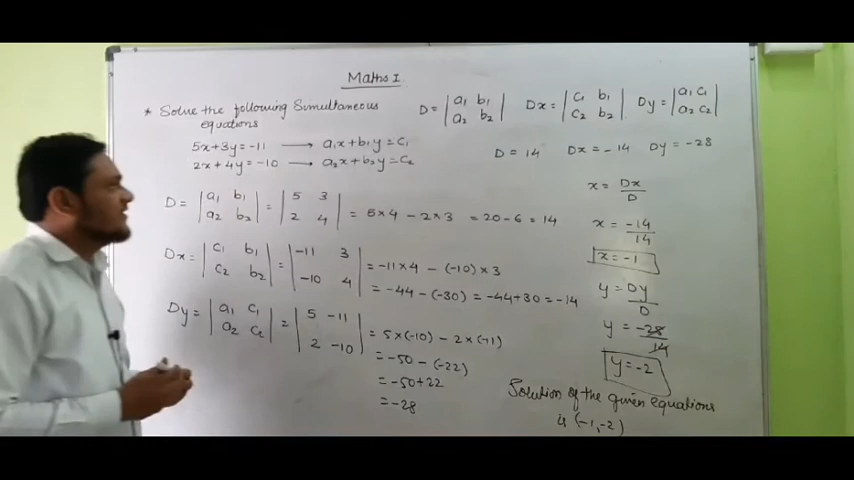 Maths I
* Solve the following Simultaneous
equations
5x+3y=-11 → a₁x+b₁y=c₁
2x+4y=-10 → a₂x+b₂y=c₂
D = | a₁ b₁ | = | 5 3 | = 5×4 - 2×3 = 20-6 = 14
| a₂ b₂ | | 2 4 |
Dx = | c₁ b₁ | = | -11 3 | = -11×4 - (-10)×3
| c₂ b₂ | | -10 4 | = -44-(-30) = -44+30 = -14
Dy = | a₁ c₁ | = | 5 -11 | = 5×(-10) - 2×(-11)
| a₂ c₂ | | 2 -10 | = -50-(-22)
= -50+22
= -28
D = | a₁ b₁ | Dx = | c₁ b₁ | Dy = | a₁ c₁ |
| a₂ b₂ | | c₂ b₂ | | a₂ c₂ |
D = 14 Dx = -14 Dy = -28
x = Dx/D
x = -14/14
x = -1
y = Dy/D
y = -28/14
y = -2
Solution of the given equations
is (-1,-2)